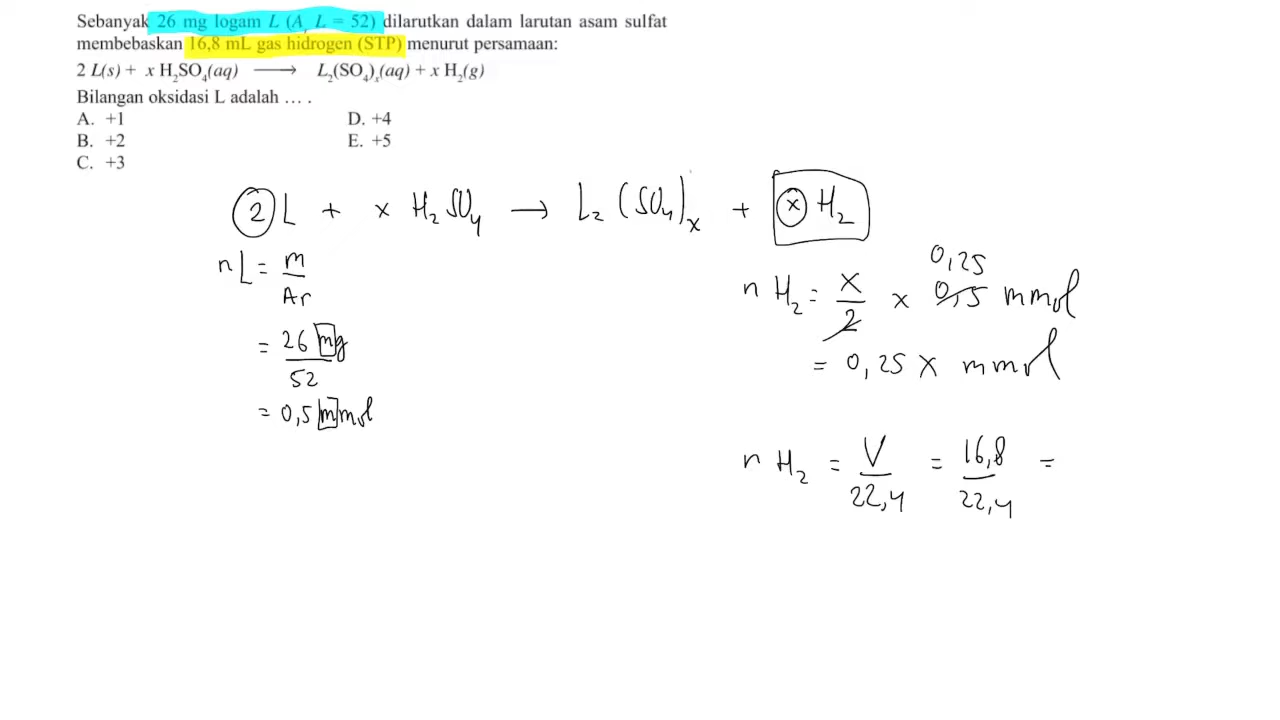 Sebanyak 26 mg logam L (Aᵣ L = 52) dilarutkan dalam larutan asam sulfat
membebaskan 16,8 mL gas hidrogen (STP) menurut persamaan:
2 L(s) + x H₂SO₄(aq) ⟶ L₂(SO₄)ₓ(aq) + x H₂(g)
Bilangan oksidasi L adalah … .
A. +1
B. +2
C. +3
D. +4
E. +5
2 L + x H₂SO₄ → L₂(SO₄)ₓ + x H₂
n L = m
Ar
= 26 mg
52
= 0,5 mmol
0,25
n H₂ = x/2 x 0,5 mmol
= 0,25 x mmol
n H₂ = V/22,4 = 16,8/22,4 =